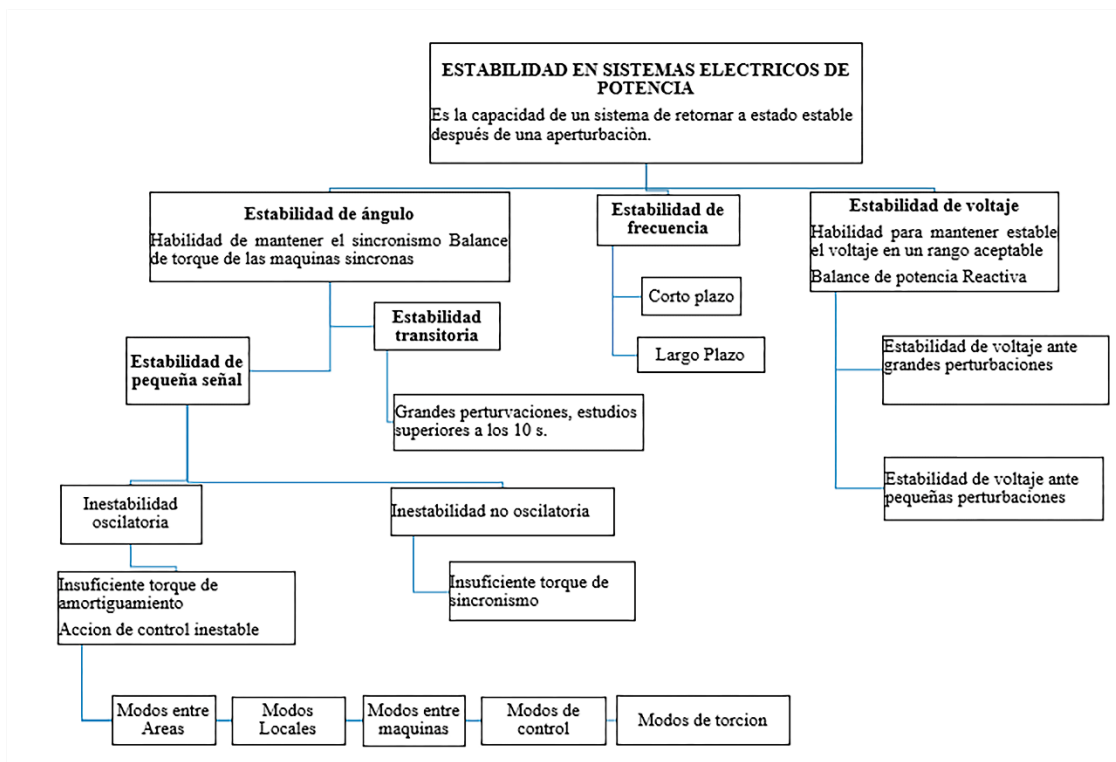 ESTABILIDAD EN SISTEMAS ELECTRICOS DE
POTENCIA
Es la capacidad de un sistema de retornar a estado estable
después de una aperturbaciòn.
Estabilidad de ángulo
Habilidad de mantener el sincronismo Balance
de torque de las maquinas sincronas
Estabilidad de
frecuencia
Estabilidad de voltaje
Habilidad para mantener estable
el voltaje en un rango aceptable
Balance de potencia Reactiva
Corto plazo
Largo Plazo
Estabilidad
transitoria
Estabilidad de
pequeña señal
Estabilidad de voltaje ante
grandes perturbaciones
Grandes perturvaciones, estudios
superiores a los 10 s.
Estabilidad de voltaje ante
pequeñas perturbaciones
Inestabilidad
oscilatoria
Inestabilidad no oscilatoria
Insuficiente torque de
amortiguamiento
Accion de control inestable
Insuficiente torque de
sincronismo
Modos entre
Areas
Modos
Locales
Modos entre
maquinas
Modos de
control
Modos de torcion